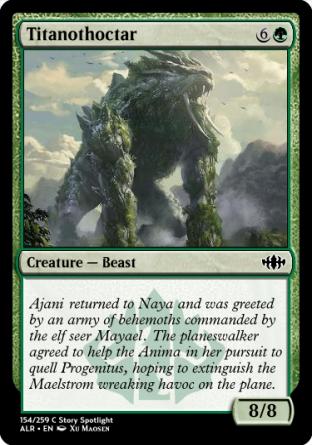 Titanothoctar 6
Creature — Beast
Ajani returned to Naya and was greeted
by an army of behemoths commanded by
the elf seer Mayael. The planeswalker
agreed to help the Anima in her pursuit to
quell Progenitus, hoping to extinguish the
Maelstrom wreaking havoc on the plane.
8/8
154/259 C Story Spotlight
ALR • EN Xu Maosen